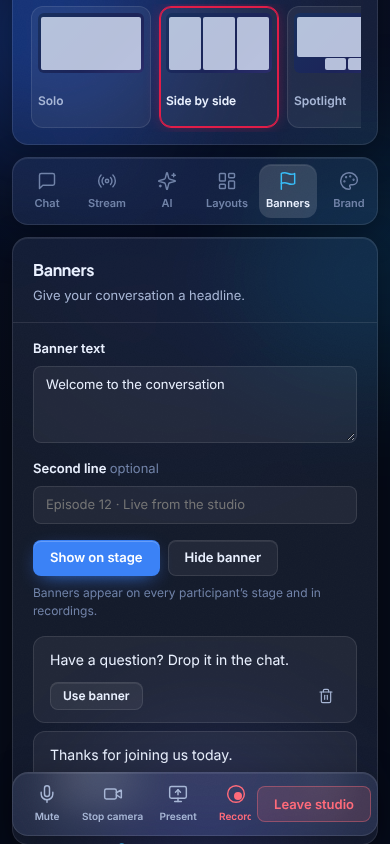 Solo
Side by side
Spotlight
Chat
Stream
AI
Layouts
Banners
Brand
Banners
Give your conversation a headline.
Banner text
Welcome to the conversation
Second line optional
Episode 12 · Live from the studio
Show on stage
Hide banner
Banners appear on every participant's stage and in
recordings.
Have a question? Drop it in the chat.
Use banner
Thanks for joining us today.
Mute
Stop camera
Present
Record
Leave studio